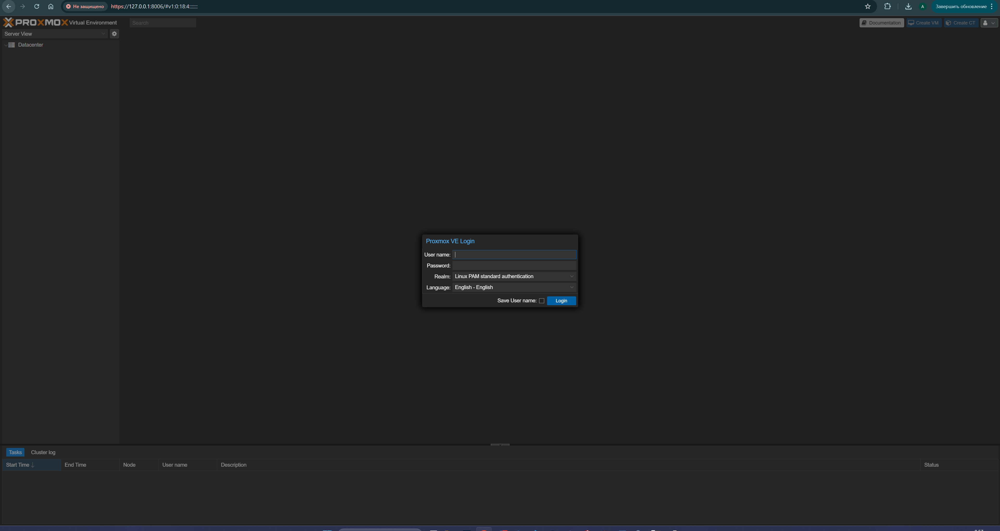 Не защищено https://127.0.0.1:8006/#v1:0:18:4:::::::
A Завершить обновление
PROXMOX Virtual Environment Search Documentation Create VM Create CT
Server View
Datacenter
Proxmox VE Login
User name:
Password:
Realm: Linux PAM standard authentication
Language: English - English
Save User name: Login
Tasks Cluster log
Start Time End Time Node User name Description Status